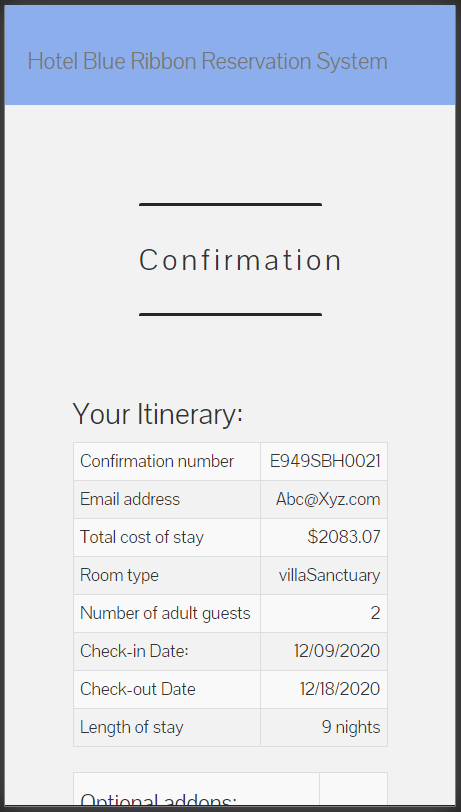 Hotel Blue Ribbon Reservation System
Confirmation
Your Itinerary:
Confirmation number E949SBH0021
Email address Abc@Xyz.com
Total cost of stay $2083.07
Room type villaSanctuary
Number of adult guests 2
Check-in Date: 12/09/2020
Check-out Date 12/18/2020
Length of stay 9 nights
Optional addons: